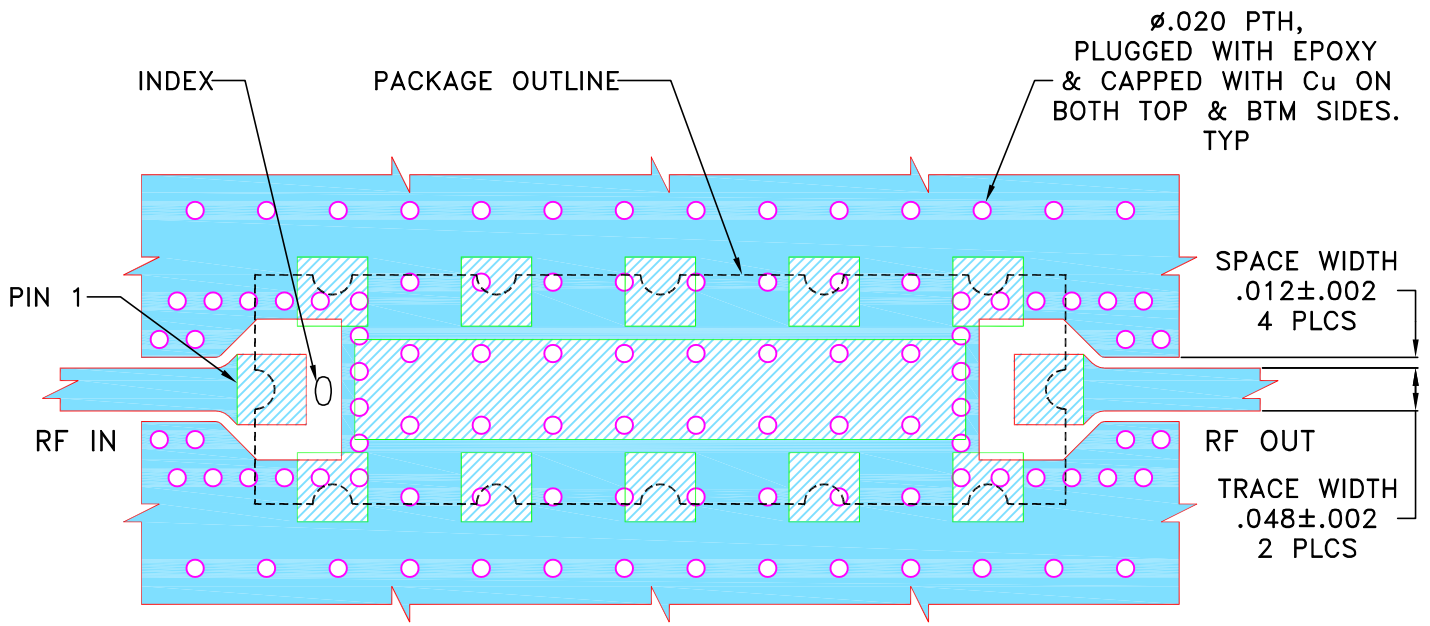 ø.020 PTH,
PLUGGED WITH EPOXY
& CAPPED WITH Cu ON
BOTH TOP & BTM SIDES.
TYP
INDEX
PACKAGE OUTLINE
PIN 1
SPACE WIDTH
.012±.002
4 PLCS
RF IN
RF OUT
TRACE WIDTH
.048±.002
2 PLCS